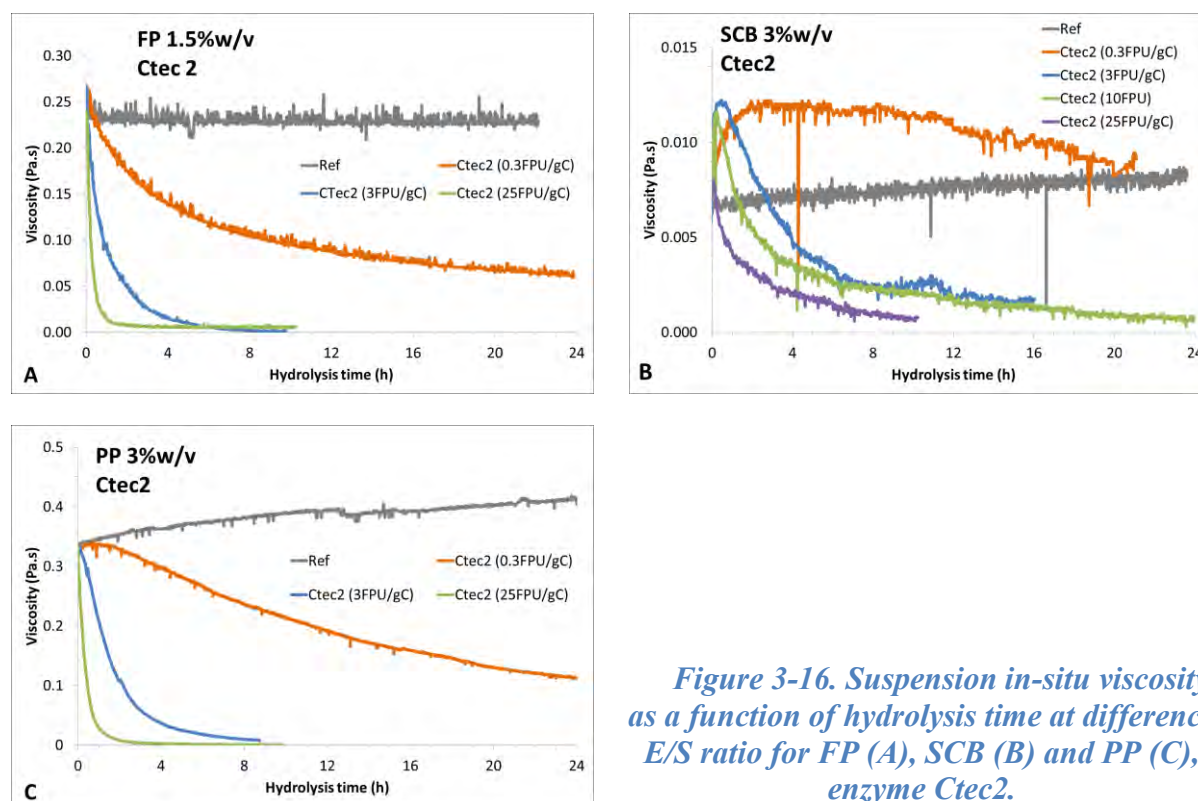 FP 1.5%w/v
Ctec 2
0.30
0.25
0.20
0.15
0.10
0.05
0.00
Viscosity (Pa.s)
Ref
Ctec2 (0.3FPU/gC)
CTec2 (3FPU/gC)
Ctec2 (25FPU/gC)
0 4 8 12 16 20 24
Hydrolysis time (h)
A
SCB 3%w/v
Ctec2
0.015
0.010
0.005
0.000
Viscosity (Pa.s)
Ref
Ctec2 (0.3FPU/gC)
Ctec2 (3FPU/gC)
Ctec2 (10FPU)
Ctec2 (25FPU/gC)
0 4 8 12 16 20 24
Hydrolysis time (h)
B
PP 3%w/v
Ctec2
0.5
0.4
0.3
0.2
0.1
0
Viscosity (Pa.s)
Ref
Ctec2 (0.3FPU/gC)
Ctec2 (3FPU/gC)
Ctec2 (25FPU/gC)
0 4 8 12 16 20 24
Hydrolysis time (h)
C
Figure 3-16. Suspension in-situ viscosity
as a function of hydrolysis time at differenc
E/S ratio for FP (A), SCB (B) and PP (C),
enzyme Ctec2.